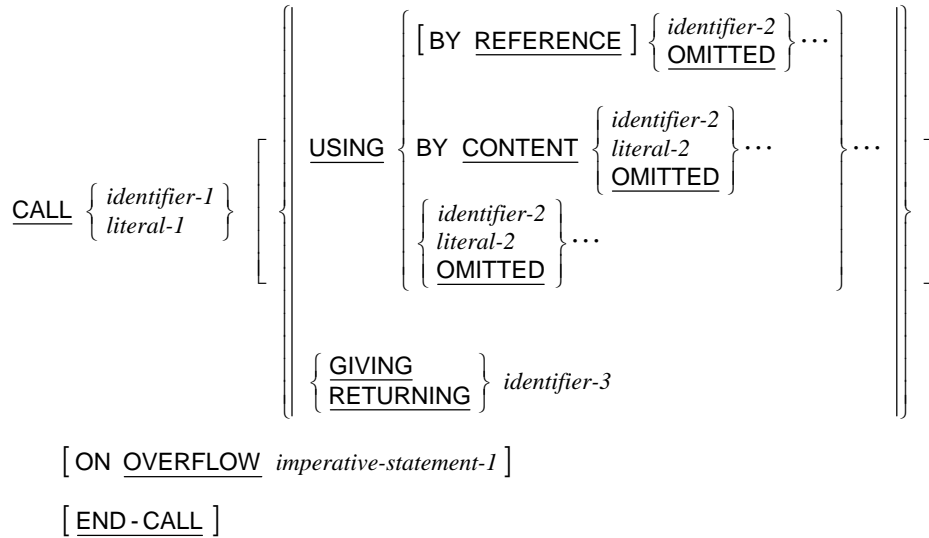 [ BY REFERENCE ] { identifier-2
OMITTED } ...
USING
BY CONTENT { identifier-2
literal-2
OMITTED } ...
...
CALL { identifier-1
literal-1 }
{ identifier-2
literal-2
OMITTED } ...
{ GIVING
RETURNING } identifier-3
[ ON OVERFLOW imperative-statement-1 ]
[ END-CALL ]